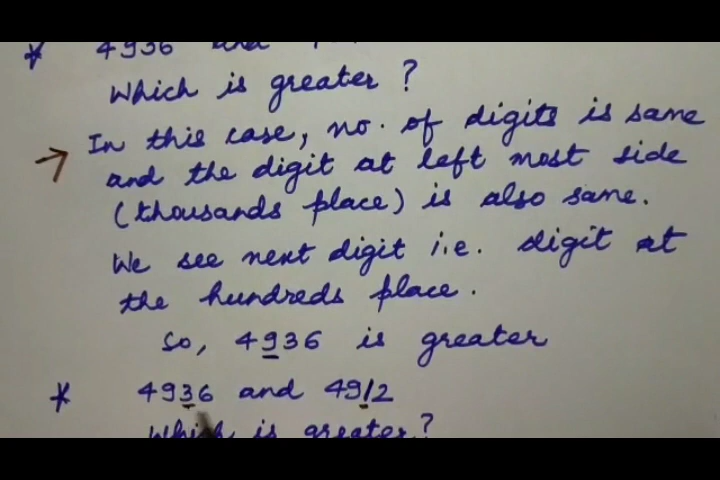 * 4936 and
Which is greater ?
→ In this case, no. of digits is same
and the digit at left most side
(thousands place) is also same.
We see next digit i.e. digit at
the hundreds place.
So, 4936 is greater
* 4936 and 4912
Which is greater?